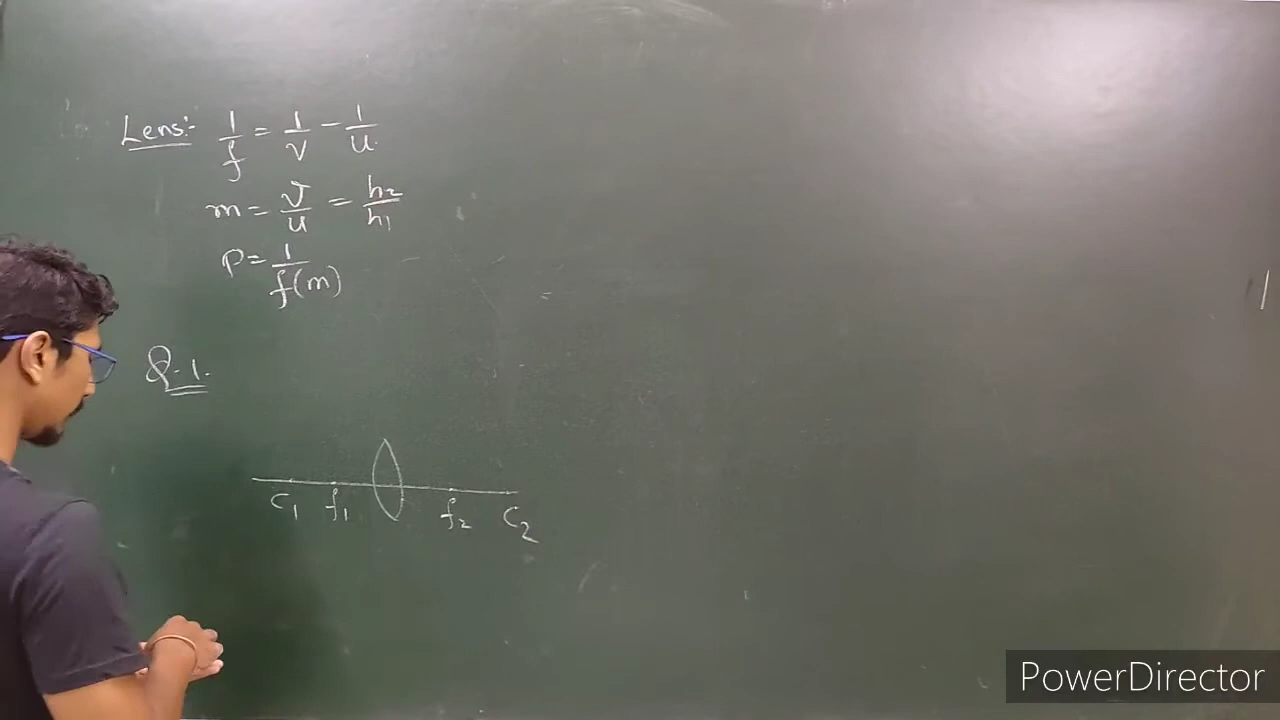 Lens:- 1/f = 1/v - 1/u
m = v/u = h₂/h₁
P = 1/f(m)
Q.1.
C₁ f₁ f₂ C₂
PowerDirector